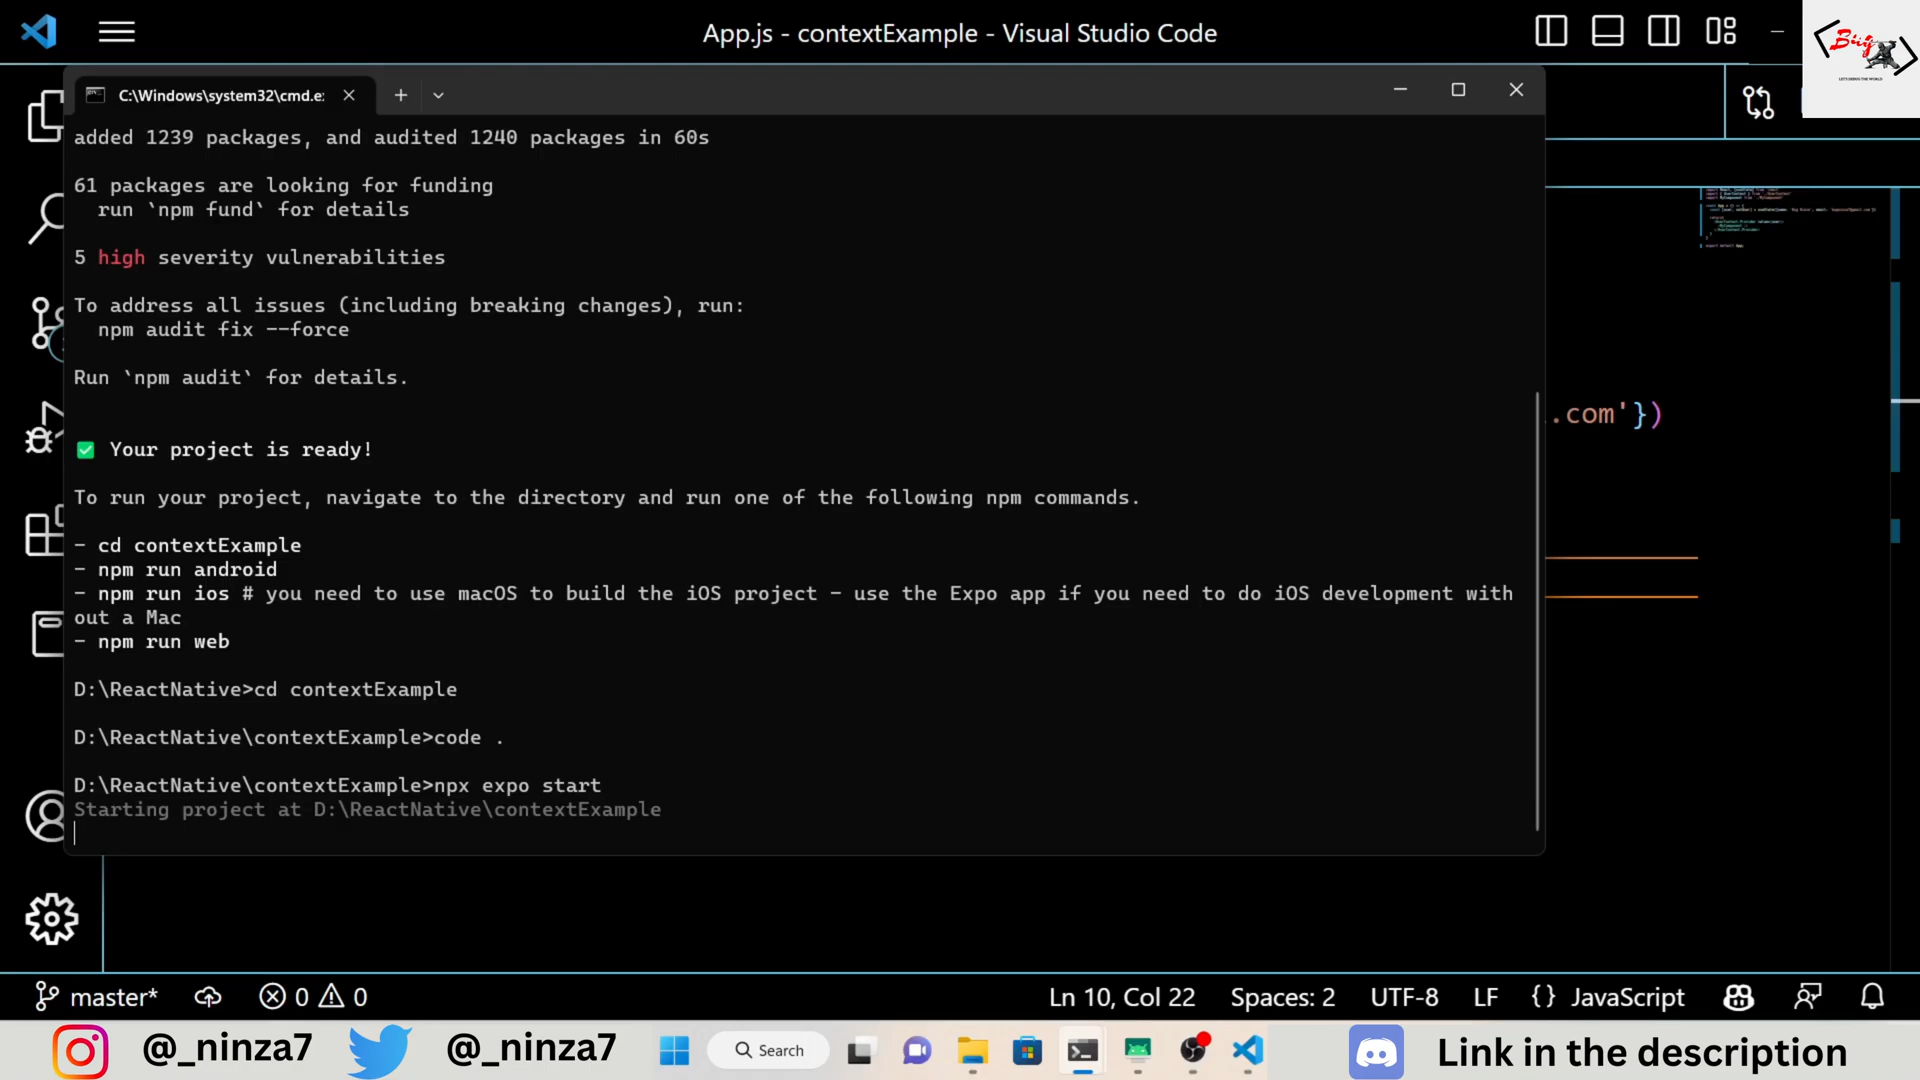 App.js - contextExample - Visual Studio Code
Bug
LET'S DEBUG THE WORLD
C:\Windows\system32\cmd.e
added 1239 packages, and audited 1240 packages in 60s
61 packages are looking for funding
run `npm fund` for details
5 high severity vulnerabilities
To address all issues (including breaking changes), run:
npm audit fix --force
Run `npm audit` for details.
.com'})
✅ Your project is ready!
To run your project, navigate to the directory and run one of the following npm commands.
- cd contextExample
- npm run android
- npm run ios # you need to use macOS to build the iOS project - use the Expo app if you need to do iOS development with
out a Mac
- npm run web
D:\ReactNative>cd contextExample
D:\ReactNative\contextExample>code .
D:\ReactNative\contextExample>npx expo start
Starting project at D:\ReactNative\contextExample
master* 0 0 Ln 10, Col 22 Spaces: 2 UTF-8 LF {} JavaScript
@_ninza7 @_ninza7 Search Link in the description